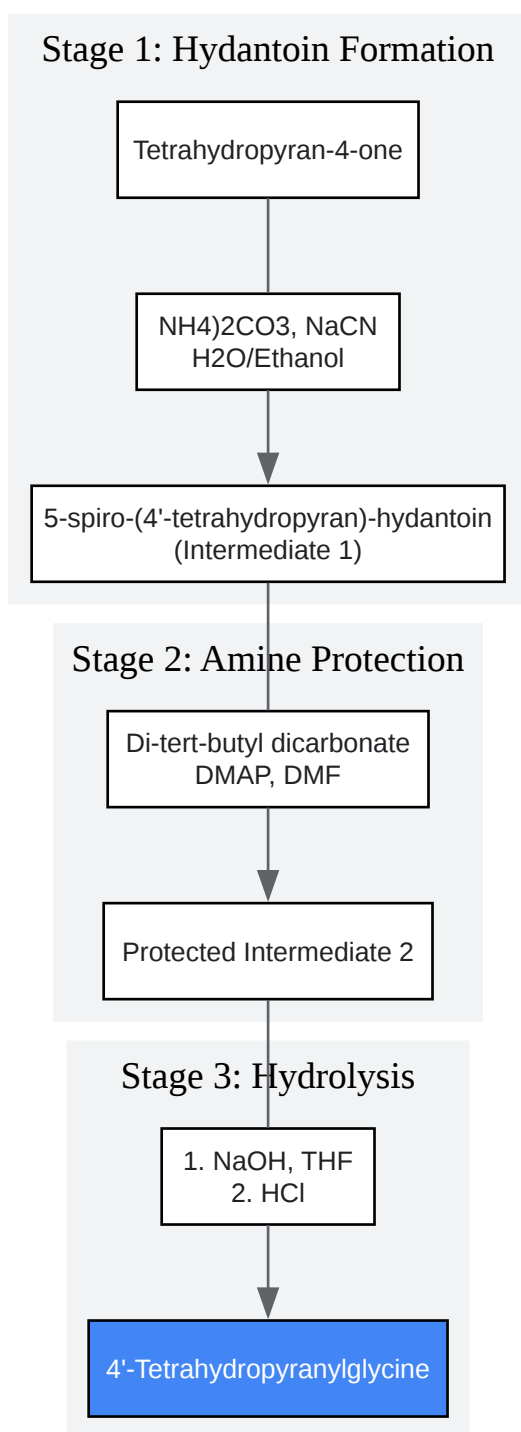 Stage 1: Hydantoin Formation
Tetrahydropyran-4-one
NH4)2CO3, NaCN
H2O/Ethanol
5-spiro-(4'-tetrahydropyran)-hydantoin
(Intermediate 1)
Stage 2: Amine Protection
Di-tert-butyl dicarbonate
DMAP, DMF
Protected Intermediate 2
Stage 3: Hydrolysis
1. NaOH, THF
2. HCl
4'-Tetrahydropyranylglycine